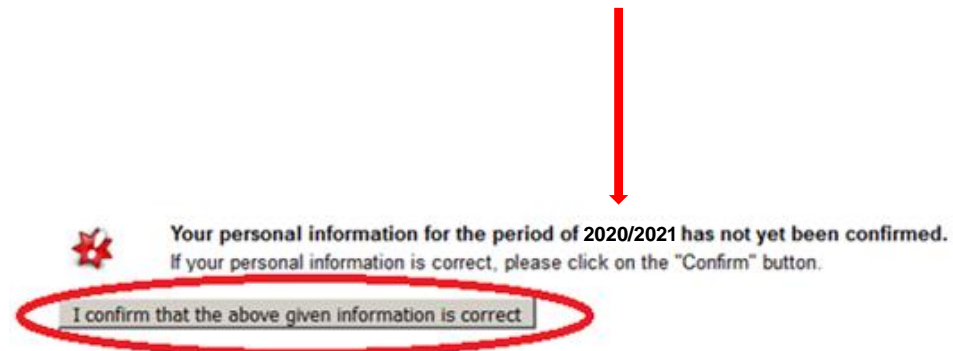 Your personal information for the period of 2020/2021 has not yet been confirmed.
If your personal information is correct, please click on the "Confirm" button.
I confirm that the above given information is correct